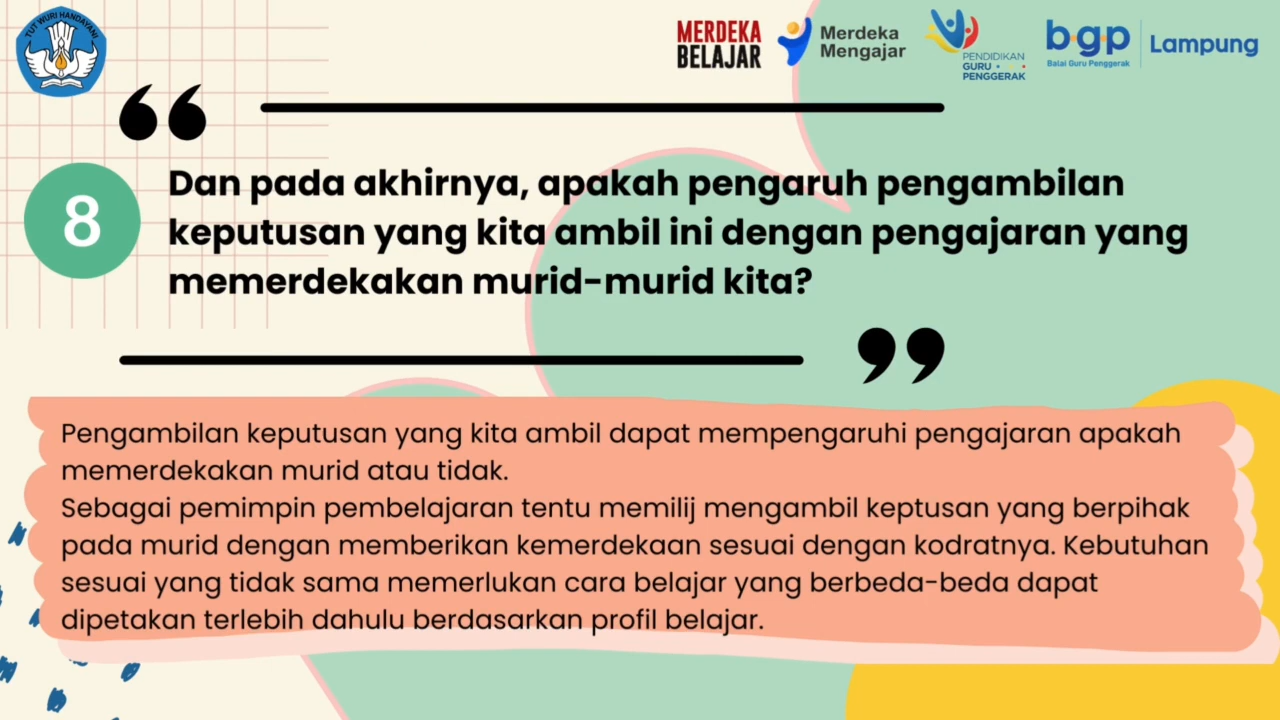 TUT WURI HANDAYANI
MERDEKA
BELAJAR
Merdeka
Mengajar
PENDIDIKAN
GURU
PENGGERAK
bgp
Balai Guru Penggerak
Lampung
“
8
Dan pada akhirnya, apakah pengaruh pengambilan
keputusan yang kita ambil ini dengan pengajaran yang
memerdekakan murid-murid kita?
”
Pengambilan keputusan yang kita ambil dapat mempengaruhi pengajaran apakah
memerdekakan murid atau tidak.
Sebagai pemimpin pembelajaran tentu memilij mengambil keptusan yang berpihak
pada murid dengan memberikan kemerdekaan sesuai dengan kodratnya. Kebutuhan
sesuai yang tidak sama memerlukan cara belajar yang berbeda-beda dapat
dipetakan terlebih dahulu berdasarkan profil belajar.